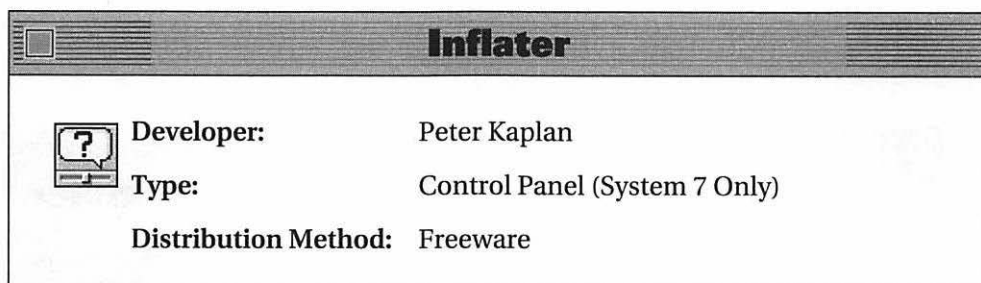 Inflater
Developer: Peter Kaplan
Type: Control Panel (System 7 Only)
Distribution Method: Freeware